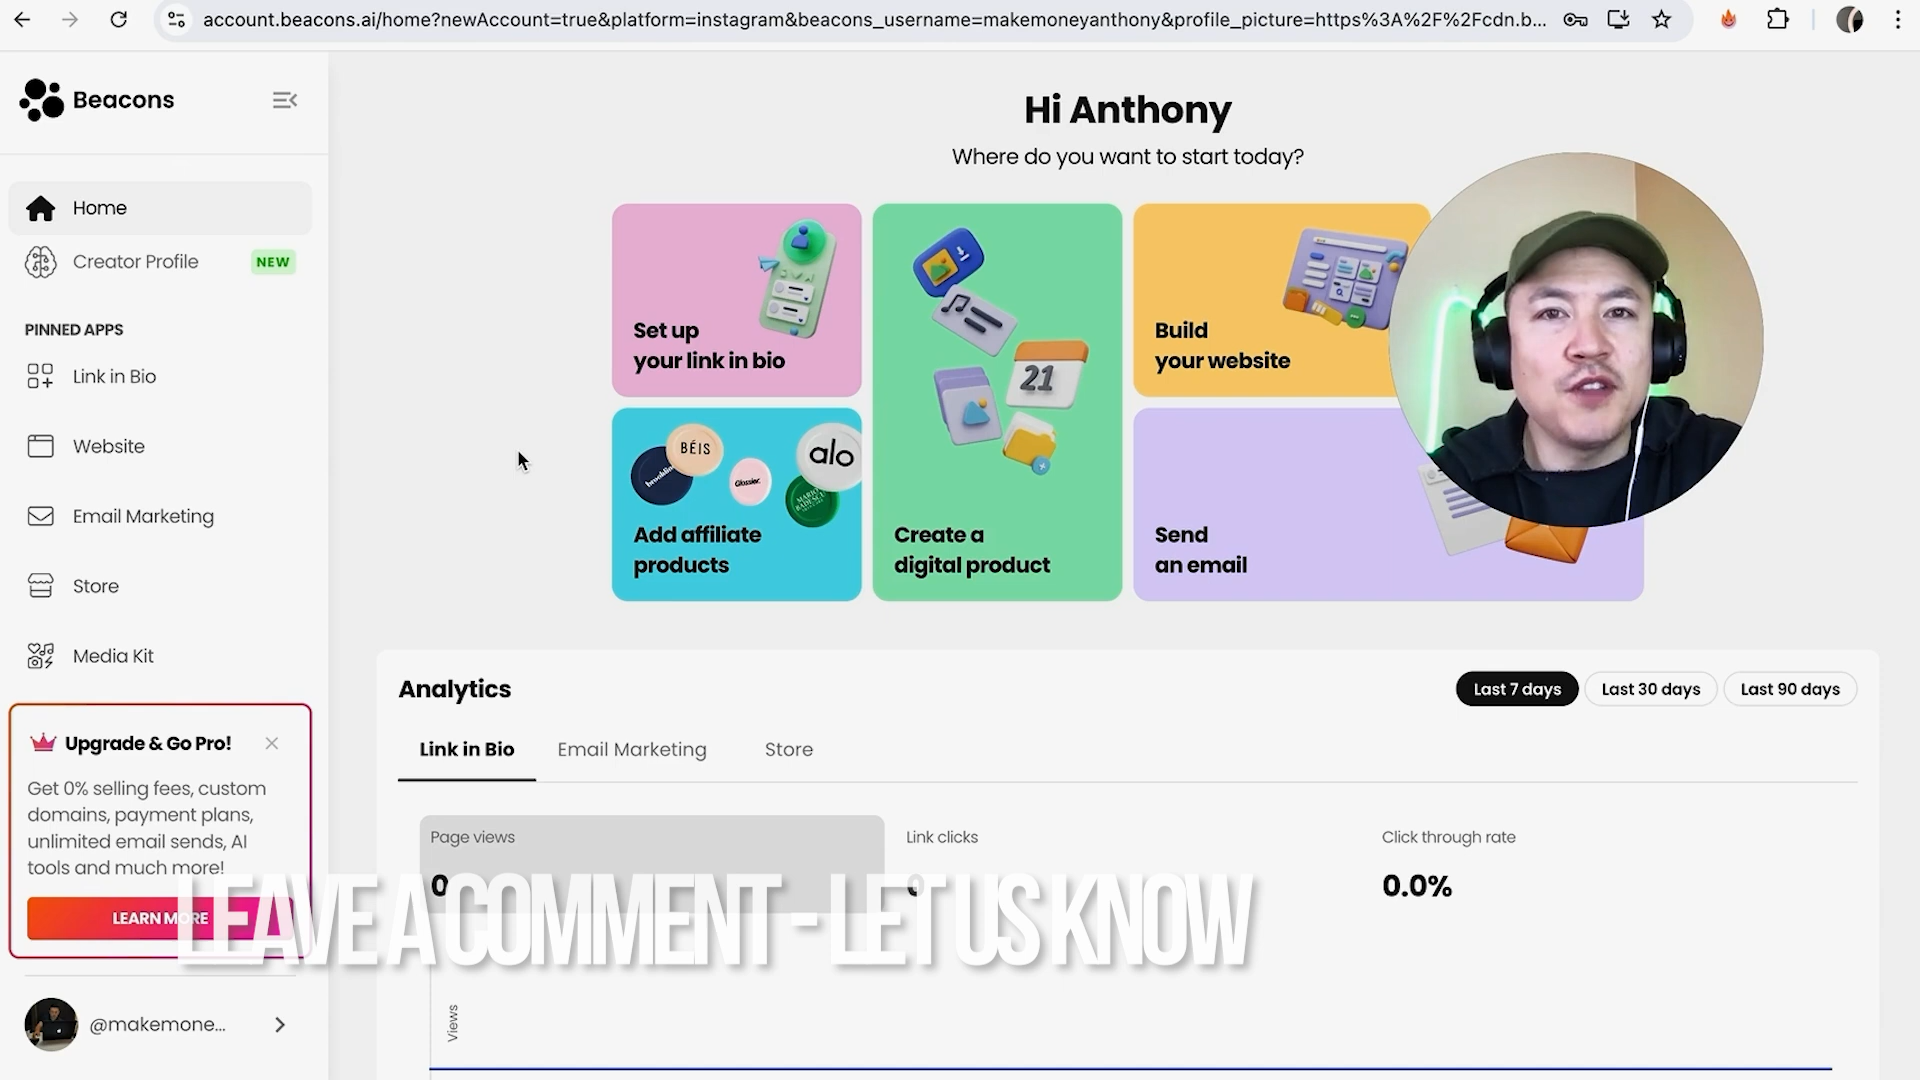 account.beacons.ai/home?newAccount=true&platform=instagram&beacons_username=makemoneyanthony&profile_picture=https%3A%2F%2Fcdn.b...
Beacons
Home
Creator Profile
NEW
PINNED APPS
Link in Bio
Website
Email Marketing
Store
Media Kit
Upgrade & Go Pro!
Get 0% selling fees, custom
domains, payment plans,
unlimited email sends, AI
tools and much more!
LEARN MORE
@makemone...
Hi Anthony
Where do you want to start today?
Set up
your link in bio
21
Create a
digital product
Build
your website
BÉIS
alo
Glossier.
Add affiliate
products
Send
an email
Analytics
Last 7 days
Last 30 days
Last 90 days
Link in Bio
Email Marketing
Store
Page views
0
Link clicks
0
Click through rate
0.0%
Views
LEAVE A COMMENT - LET US KNOW